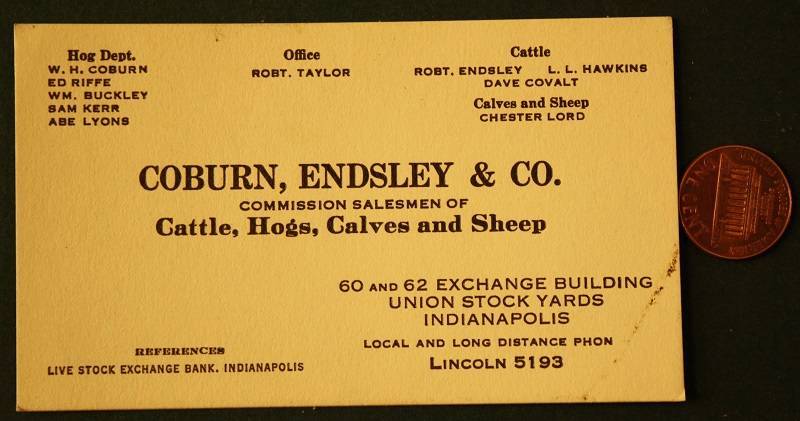 Hog Dept.
W. H. COBURN
ED RIFFE
WM. BUCKLEY
SAM KERR
ABE LYONS
Office
ROBT. TAYLOR
Cattle
ROBT. ENDSLEY L. L. HAWKINS
DAVE COVALT
Calves and Sheep
CHESTER LORD
COBURN, ENDSLEY & CO.
COMMISSION SALESMEN OF
Cattle, Hogs, Calves and Sheep
60 AND 62 EXCHANGE BUILDING
UNION STOCK YARDS
INDIANAPOLIS
LOCAL AND LONG DISTANCE PHON
LINCOLN 5193
REFERENCES
LIVE STOCK EXCHANGE BANK. INDIANAPOLIS
ONE CENT